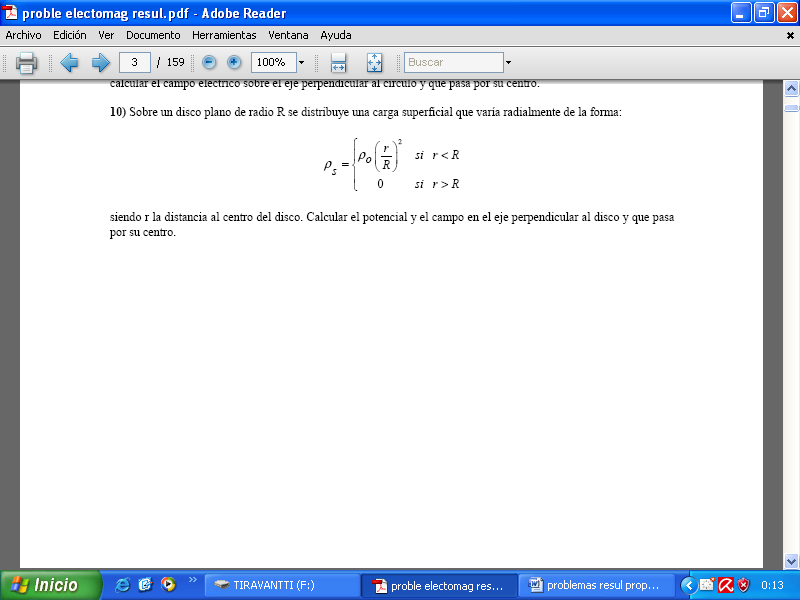 proble electomag resul.pdf - Adobe Reader
Archivo Edición Ver Documento Herramientas Ventana Ayuda
3 / 159 100% Buscar
calcular el campo eléctrico sobre el eje perpendicular al círculo y que pasa por su centro.
10) Sobre un disco plano de radio R se distribuye una carga superficial que varía radialmente de la forma:
ρs = { ρo (r/R)² si r < R
0 si r > R
siendo r la distancia al centro del disco. Calcular el potencial y el campo en el eje perpendicular al disco y que pasa
por su centro.
Inicio TIRAVANTTI (F:) proble electomag res... problemas resul prop... 0:13